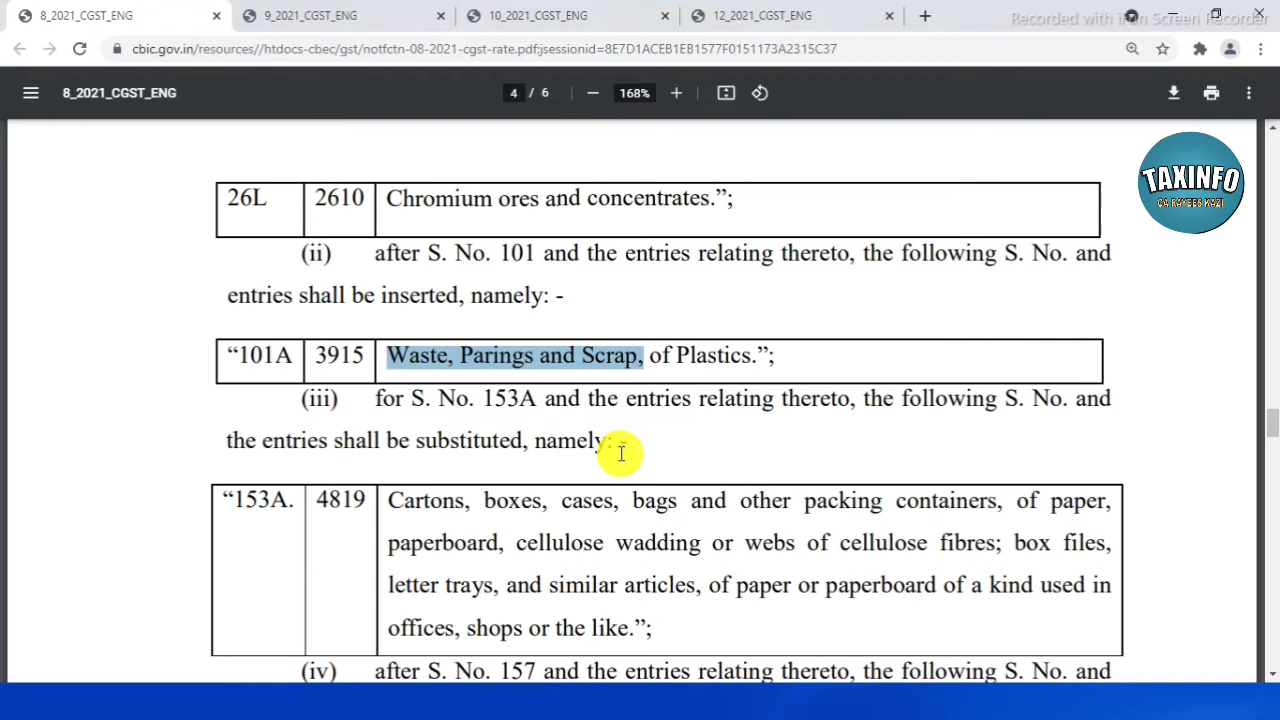 8_2021_CGST_ENG
9_2021_CGST_ENG
10_2021_CGST_ENG
12_2021_CGST_ENG
cbic.gov.in/resources//htdocs-cbec/gst/notfctn-08-2021-cgst-rate.pdf;jsessionid=8E7D1ACEB1EB1577F0151173A2315C37
8_2021_CGST_ENG
4 / 6
168%
TAXINFO
CA RAYEES KAZI
26L 2610 Chromium ores and concentrates.”;
(ii) after S. No. 101 and the entries relating thereto, the following S. No. and
entries shall be inserted, namely: -
“101A 3915 Waste, Parings and Scrap, of Plastics.”;
(iii) for S. No. 153A and the entries relating thereto, the following S. No. and
the entries shall be substituted, namely: -
“153A. 4819 Cartons, boxes, cases, bags and other packing containers, of paper,
paperboard, cellulose wadding or webs of cellulose fibres; box files,
letter trays, and similar articles, of paper or paperboard of a kind used in
offices, shops or the like.”;
(iv) after S. No. 157 and the entries relating thereto, the following S. No. and